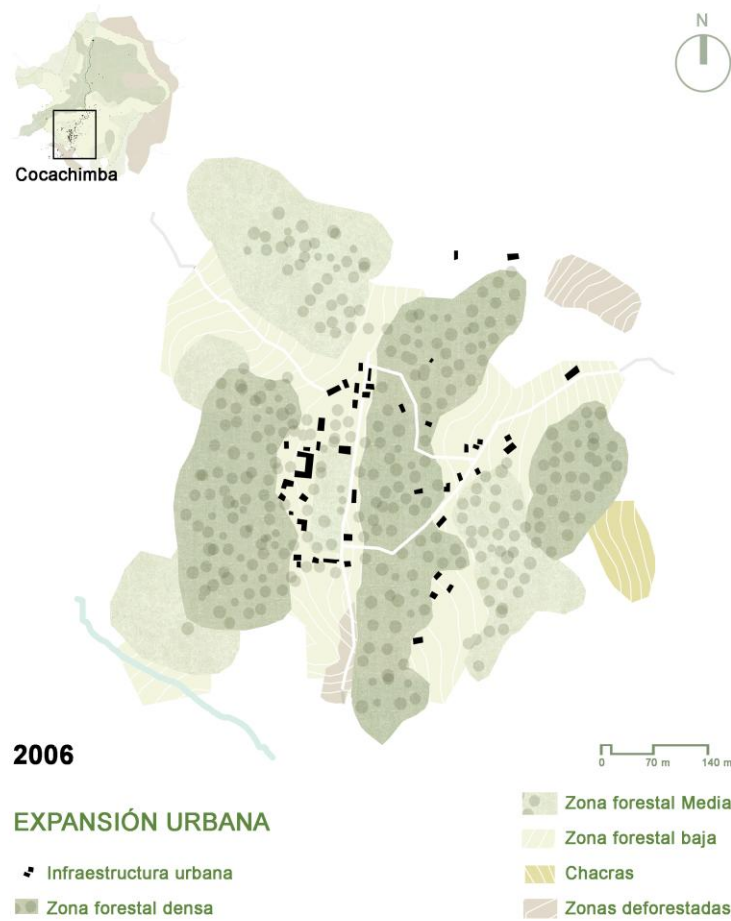 N
Cocachimba
2006
0 70 m 140 m
EXPANSIÓN URBANA
Infraestructura urbana
Zona forestal densa
Zona forestal Media
Zona forestal baja
Chacras
Zonas deforestadas